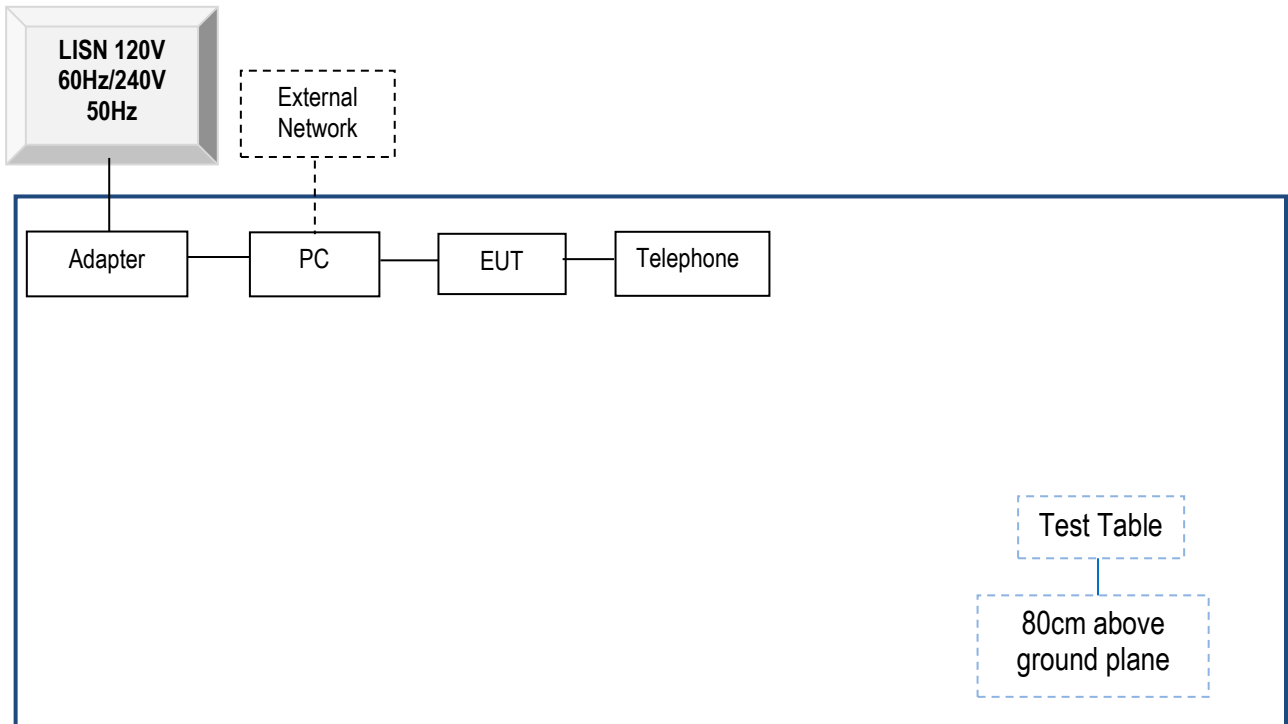 LISN 120V
60Hz/240V
50Hz
External
Network
Adapter
PC
EUT
Telephone
Test Table
80cm above
ground plane